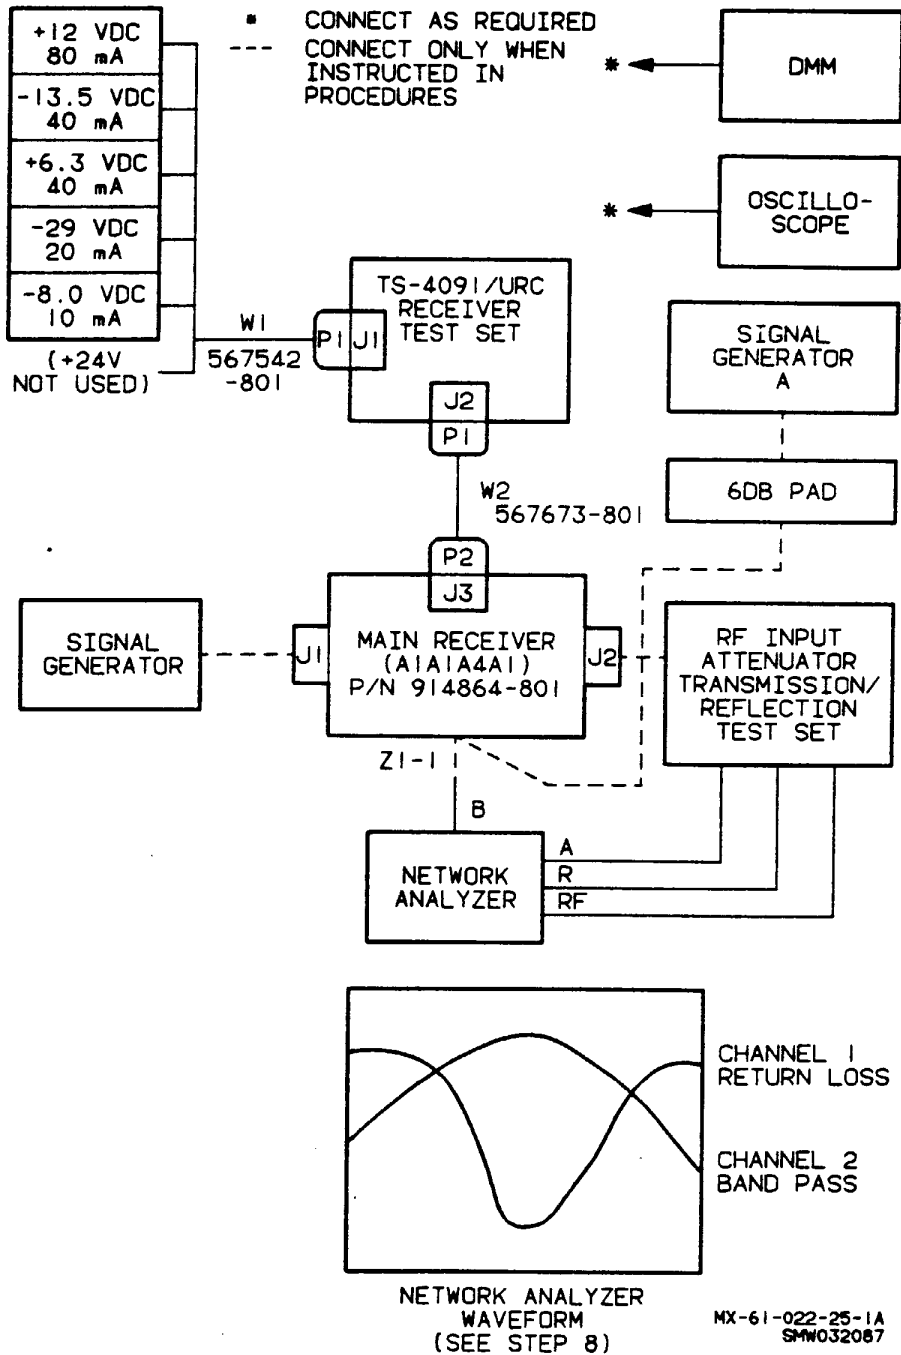 +12 VDC
80 mA
-13.5 VDC
40 mA
+6.3 VDC
40 mA
-29 VDC
20 mA
-8.0 VDC
10 mA
(+24V
NOT USED)
* CONNECT AS REQUIRED
--- CONNECT ONLY WHEN
INSTRUCTED IN
PROCEDURES
* DMM
* OSCILLO-
SCOPE
W1
567542
-801
P1 J1
TS-4091/URC
RECEIVER
TEST SET
J2
P1
W2
567673-801
SIGNAL
GENERATOR
A
6DB PAD
P2
J3
SIGNAL
GENERATOR
J1
MAIN RECEIVER
(A1A1A4A1)
P/N 914864-801
J2
RF INPUT
ATTENUATOR
TRANSMISSION/
REFLECTION
TEST SET
Z1-1
B
NETWORK
ANALYZER
A
R
RF
CHANNEL 1
RETURN LOSS
CHANNEL 2
BAND PASS
NETWORK ANALYZER
WAVEFORM
(SEE STEP 8)
MX-61-022-25-1A
SMW032087